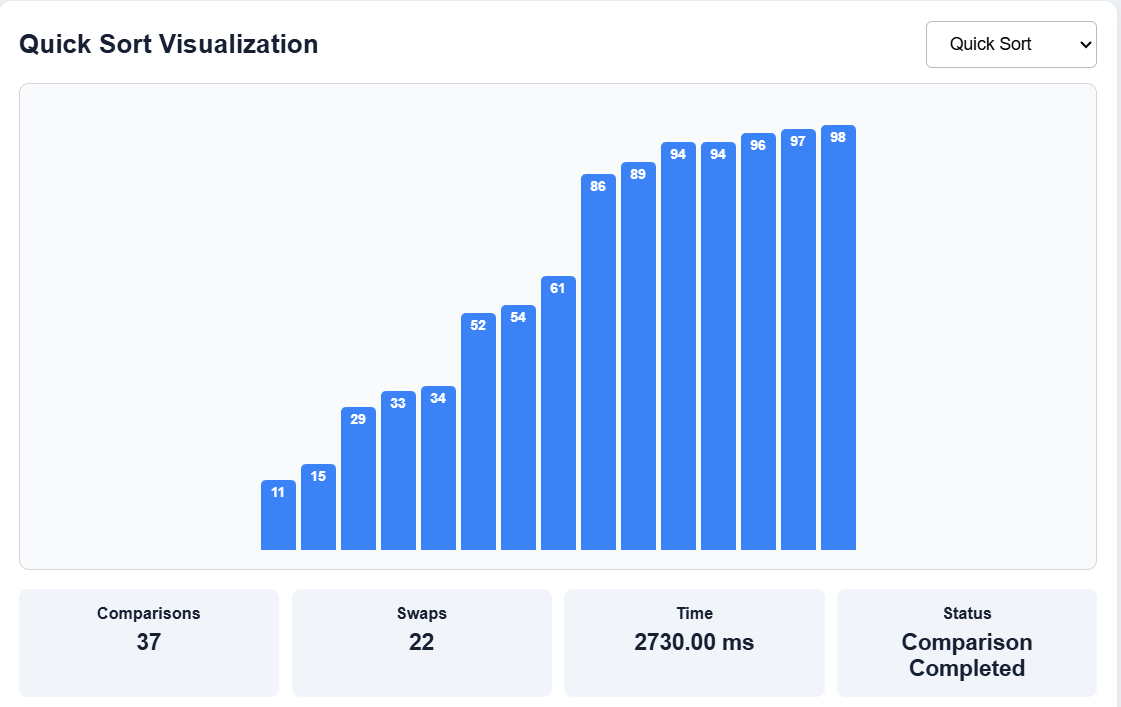 Quick Sort Visualization
Quick Sort
11
15
29
33
34
52
54
61
86
89
94
94
96
97
98
Comparisons
37
Swaps
22
Time
2730.00 ms
Status
Comparison
Completed